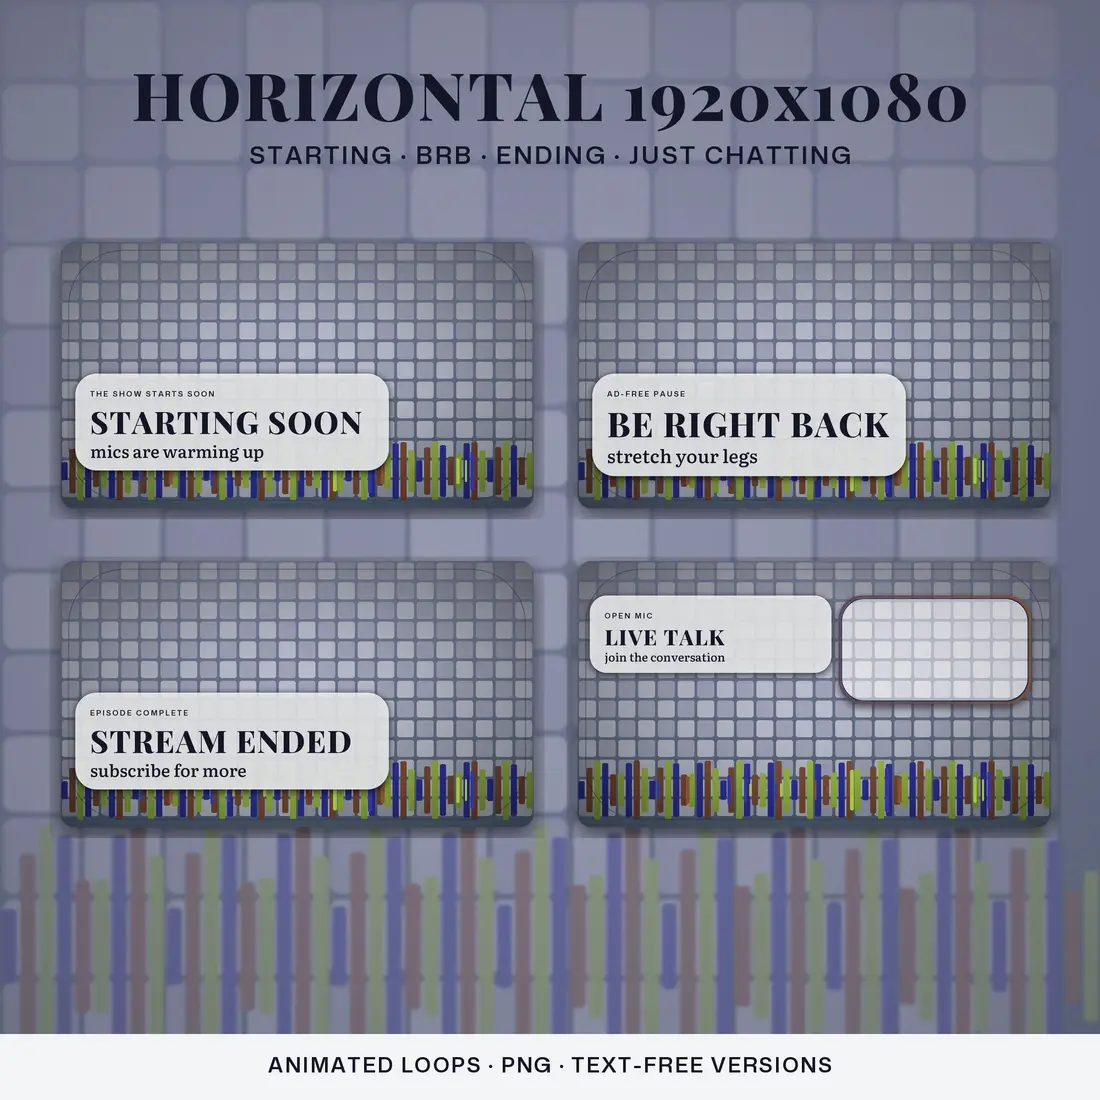 HORIZONTAL 1920x1080
STARTING · BRB · ENDING · JUST CHATTING
THE SHOW STARTS SOON
STARTING SOON
mics are warming up
AD-FREE PAUSE
BE RIGHT BACK
stretch your legs
EPISODE COMPLETE
STREAM ENDED
subscribe for more
OPEN MIC
LIVE TALK
join the conversation
ANIMATED LOOPS · PNG · TEXT-FREE VERSIONS